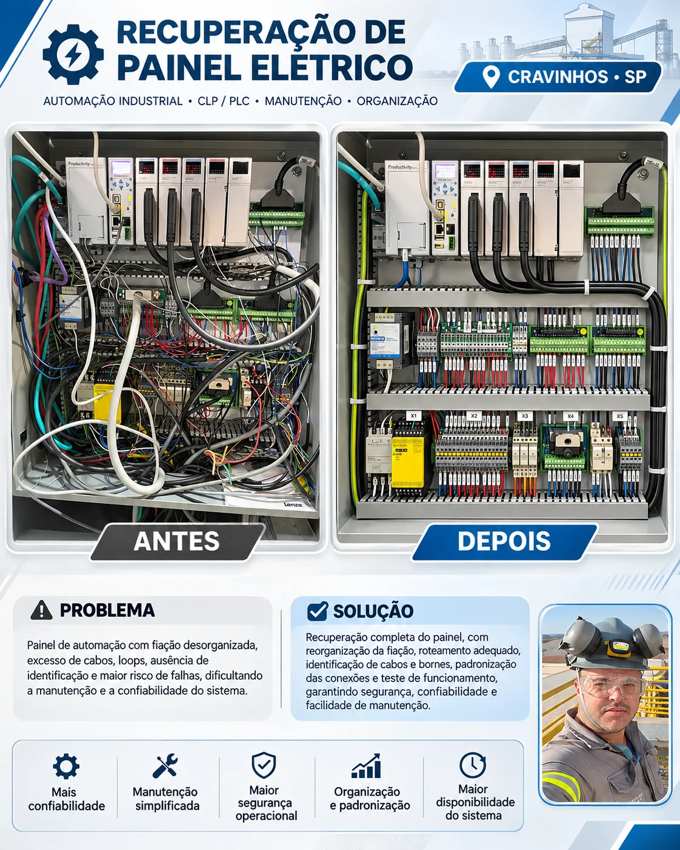 RECUPERAÇÃO DE
PAINEL ELÉTRICO
AUTOMAÇÃO INDUSTRIAL • CLP / PLC • MANUTENÇÃO • ORGANIZAÇÃO
CRAVINHOS • SP
Productivity
Productivity
Lenze
X1
X2
X3
X4
X5
ANTES
DEPOIS
PROBLEMA
Painel de automação com fiação desorganizada,
excesso de cabos, loops, ausência de
identificação e maior risco de falhas, dificultando
a manutenção e a confiabilidade do sistema.
SOLUÇÃO
Recuperação completa do painel, com
reorganização da fiação, roteamento adequado,
identificação de cabos e bornes, padronização
das conexões e teste de funcionamento,
garantindo segurança, confiabilidade e
facilidade de manutenção.
Mais
confiabilidade
Manutenção
simplificada
Maior
segurança
operacional
Organização
e padronização
Maior
disponibilidade
do sistema